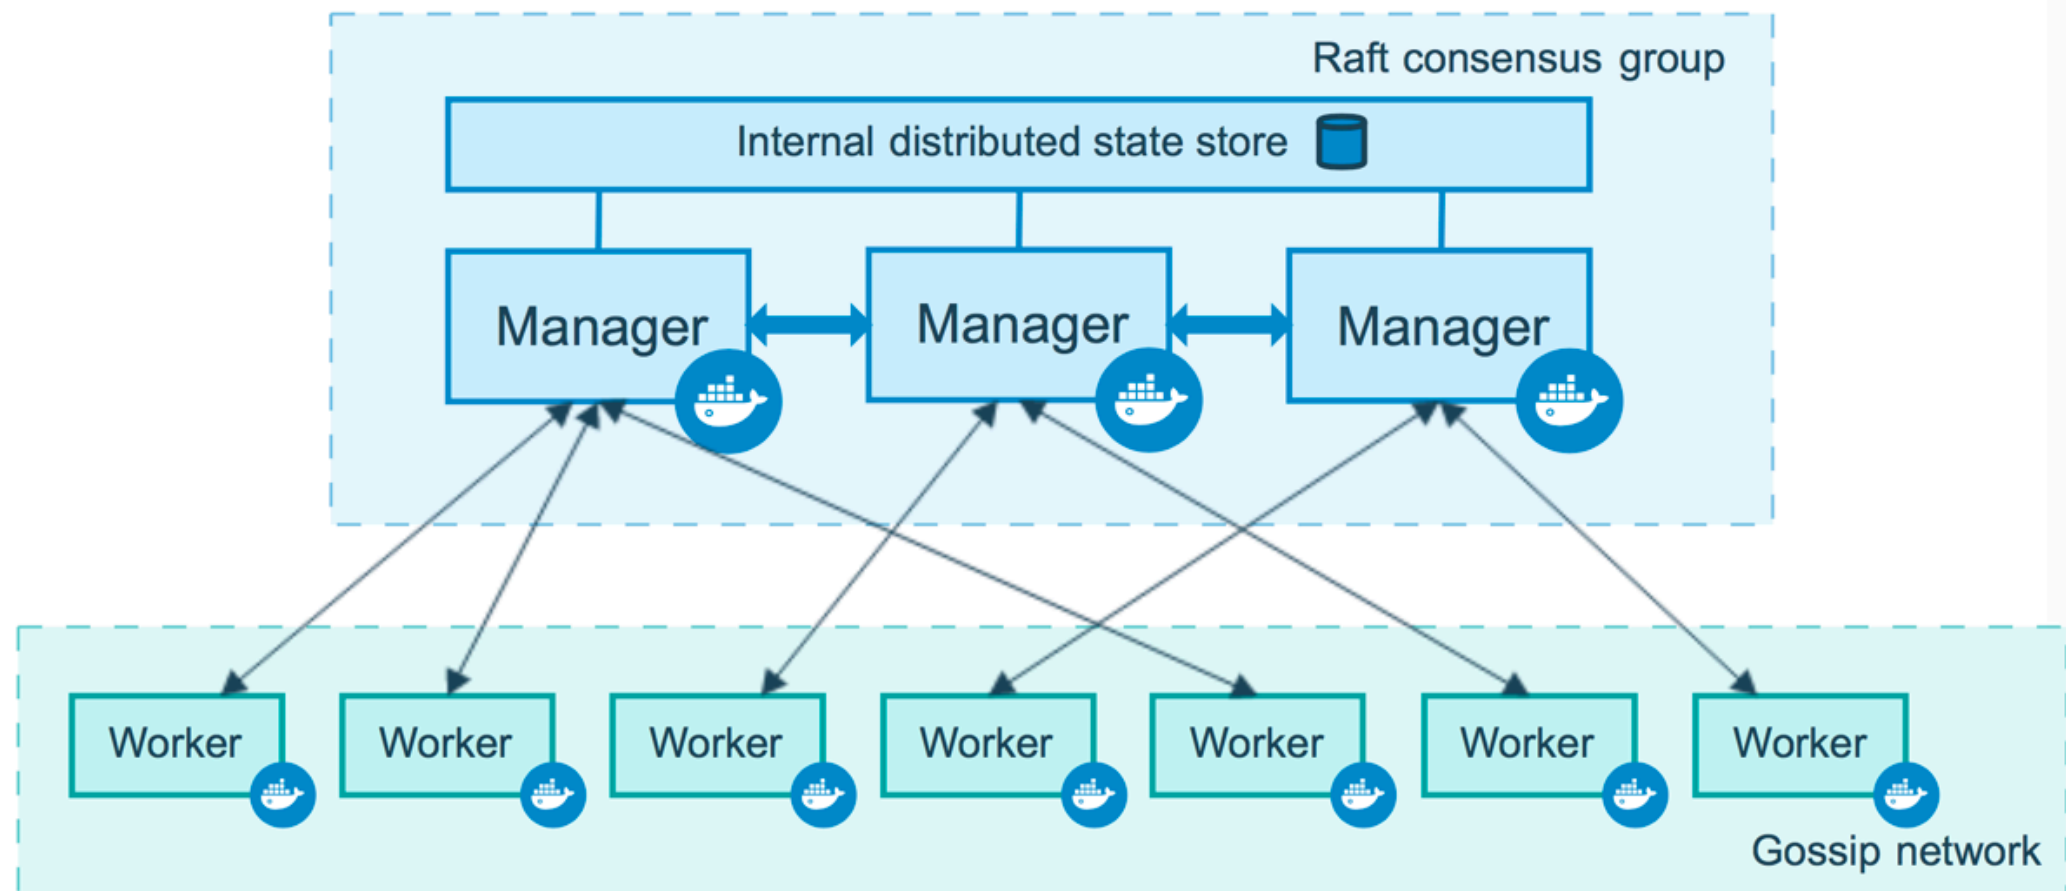 Raft consensus group
Internal distributed state store
Manager
Manager
Manager
Worker
Worker
Worker
Worker
Worker
Worker
Worker
Gossip network